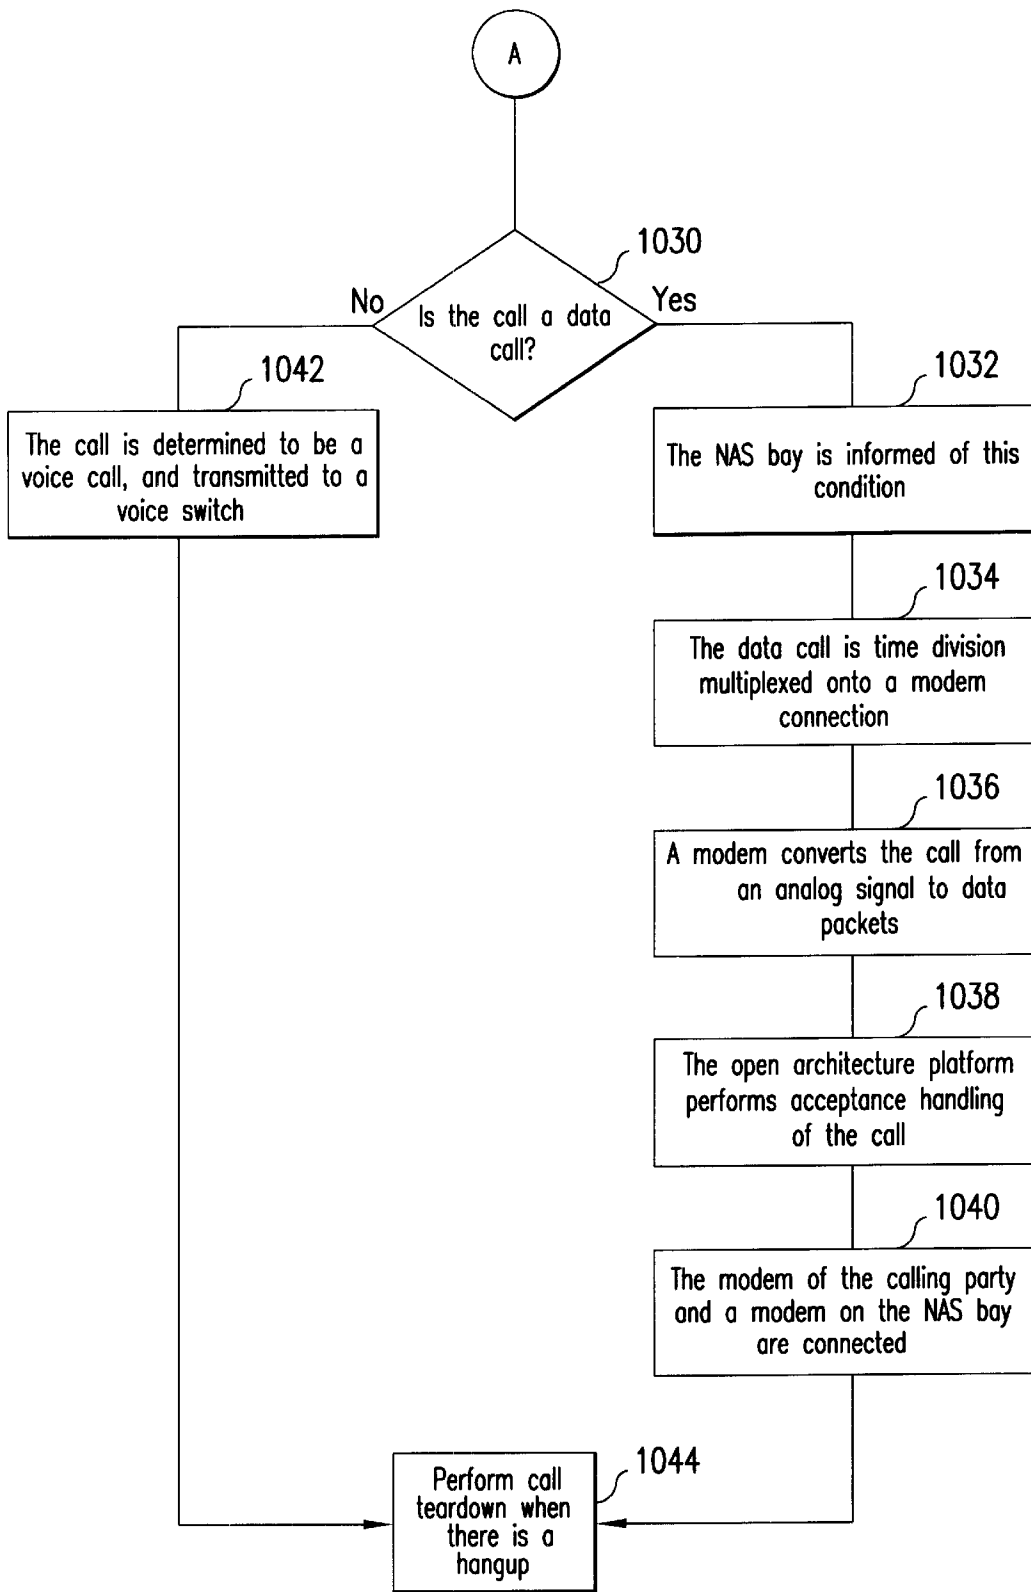 A
1030
No
Yes
Is the call a data
call?
1042
The call is determined to be a
voice call, and transmitted to a
voice switch
1032
The NAS bay is informed of this
condition
1034
The data call is time division
multiplexed onto a modem
connection
1036
A modem converts the call from
an analog signal to data
packets
1038
The open architecture platform
performs acceptance handling
of the call
1040
The modem of the calling party
and a modem on the NAS bay
are connected
1044
Perform call
teardown when
there is a
hangup